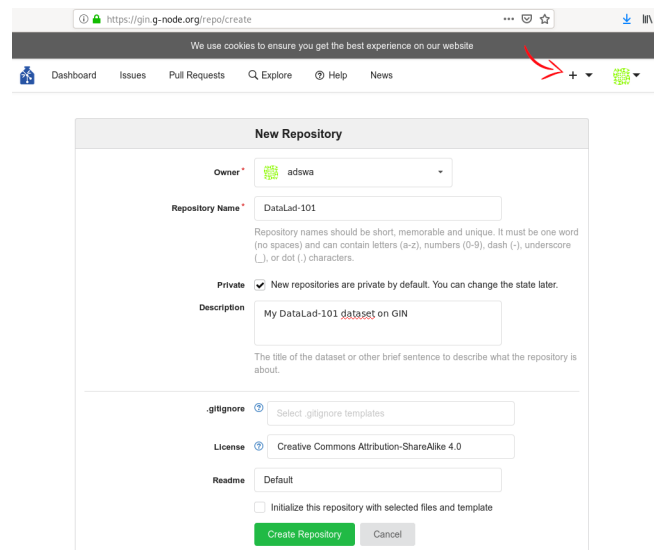 https://gin.g-node.org/repo/create
We use cookies to ensure you get the best experience on our website
Dashboard Issues Pull Requests Explore Help News
New Repository
Owner* adswa
Repository Name* DataLad-101
Repository names should be short, memorable and unique. It must be one word
(no spaces) and can contain letters (a-z), numbers (0-9), dash (-), underscore
(_), or dot (.) characters.
Private New repositories are private by default. You can change the state later.
Description My DataLad-101 dataset on GIN
The title of the dataset or other brief sentence to describe what the repository is
about.
.gitignore Select .gitignore templates
License Creative Commons Attribution-ShareAlike 4.0
Readme Default
Initialize this repository with selected files and template
Create Repository Cancel